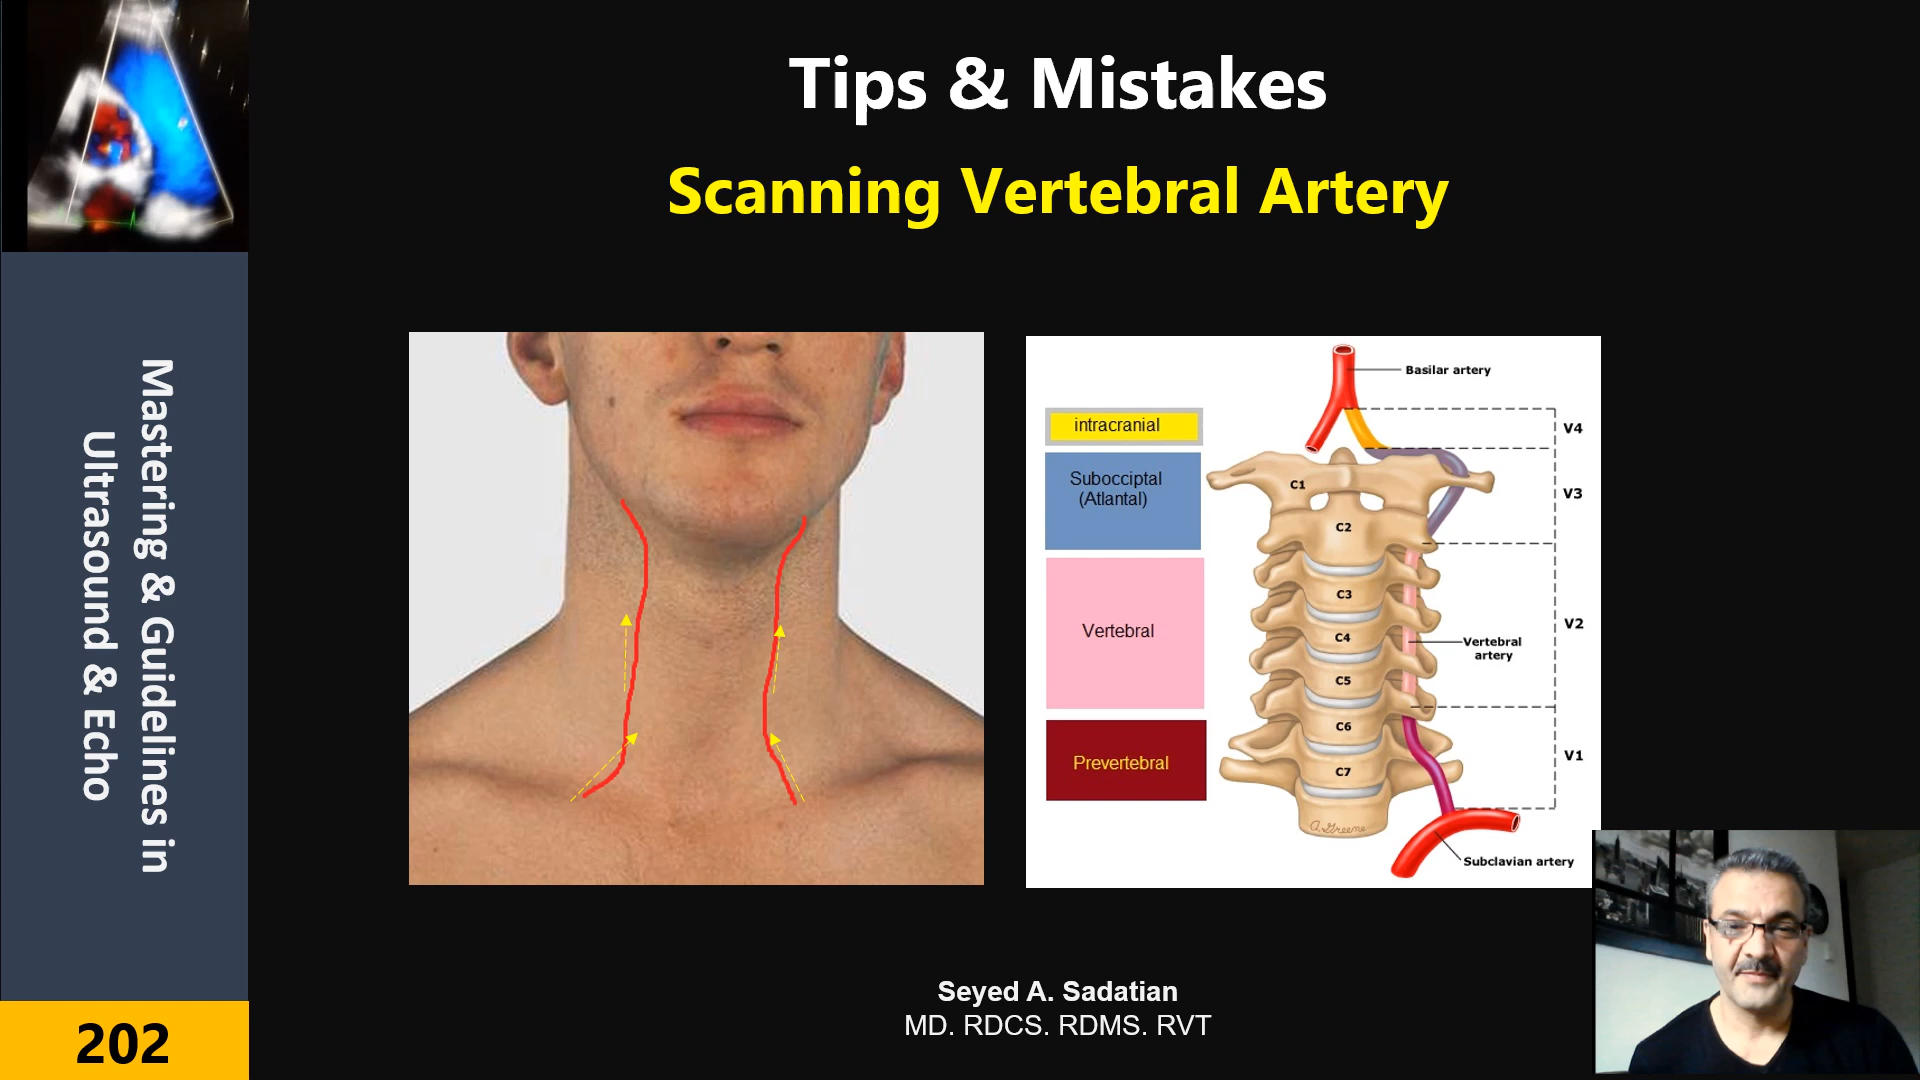 Tips & Mistakes
Scanning Vertebral Artery
Mastering & Guidelines in
Ultrasound & Echo
202
intracranial
Subocciptal
(Atlantal)
Vertebral
Prevertebral
Basilar artery
V4
V3
V2
V1
C1
C2
C3
C4
C5
C6
C7
Vertebral
artery
A. Greene
Subclavian artery
Seyed A. Sadatian
MD. RDCS. RDMS. RVT